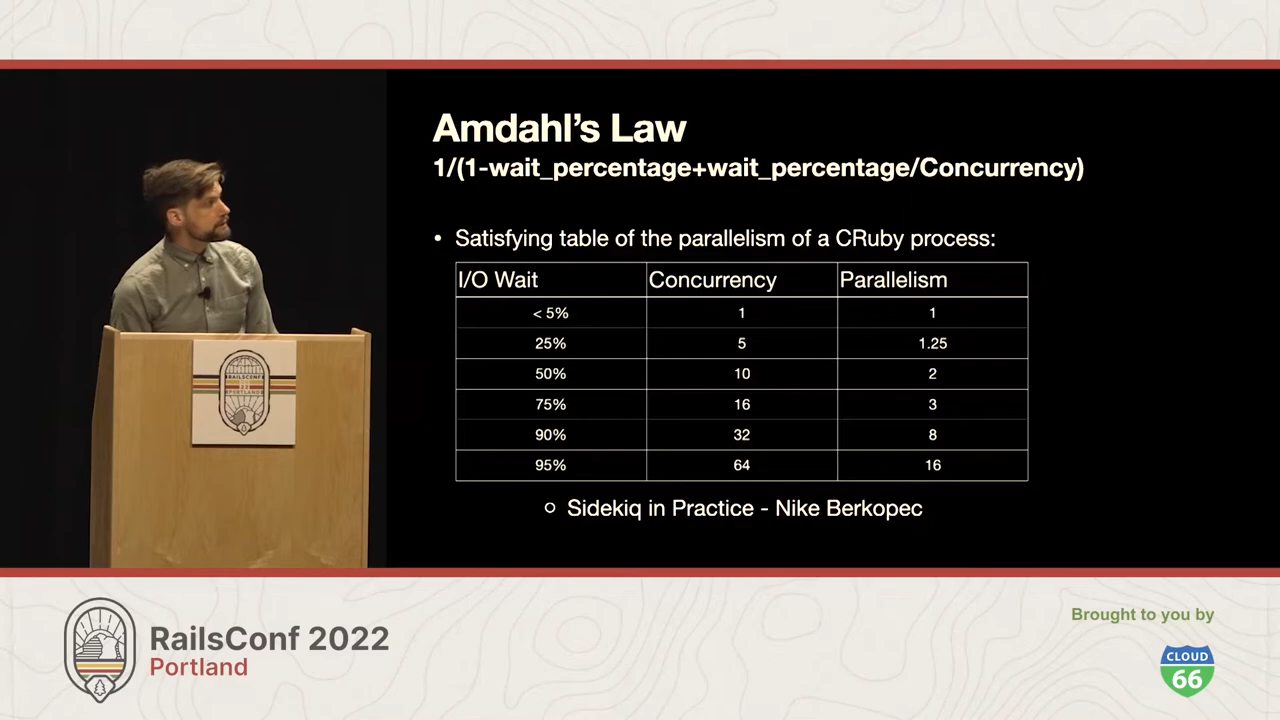 Amdahl's Law
1/(1-wait_percentage+wait_percentage/Concurrency)
• Satisfying table of the parallelism of a CRuby process:
I/O Wait Concurrency Parallelism
< 5% 1 1
25% 5 1.25
50% 10 2
75% 16 3
90% 32 8
95% 64 16
Sidekiq in Practice - Nike Berkopec
RailsConf 2022
Portland
Brought to you by
CLOUD
66